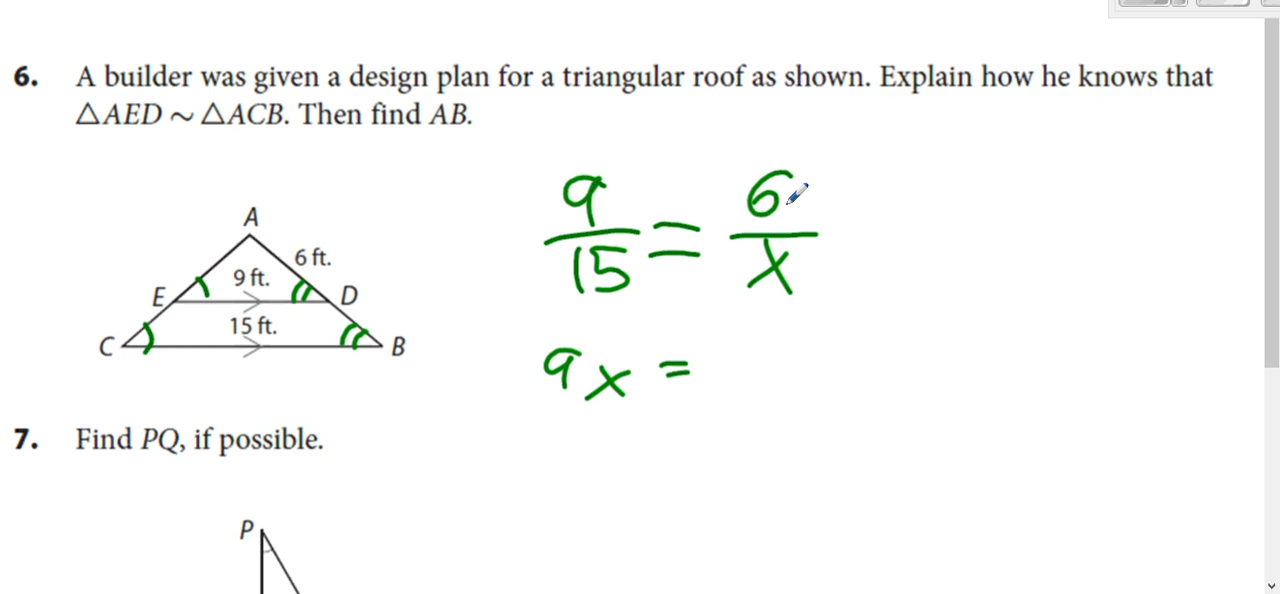 6. A builder was given a design plan for a triangular roof as shown. Explain how he knows that
△AED ~ △ACB. Then find AB.
A
6 ft.
9 ft.
E
D
15 ft.
C
B
9/15 = 6/x
9x =
7. Find PQ, if possible.
P